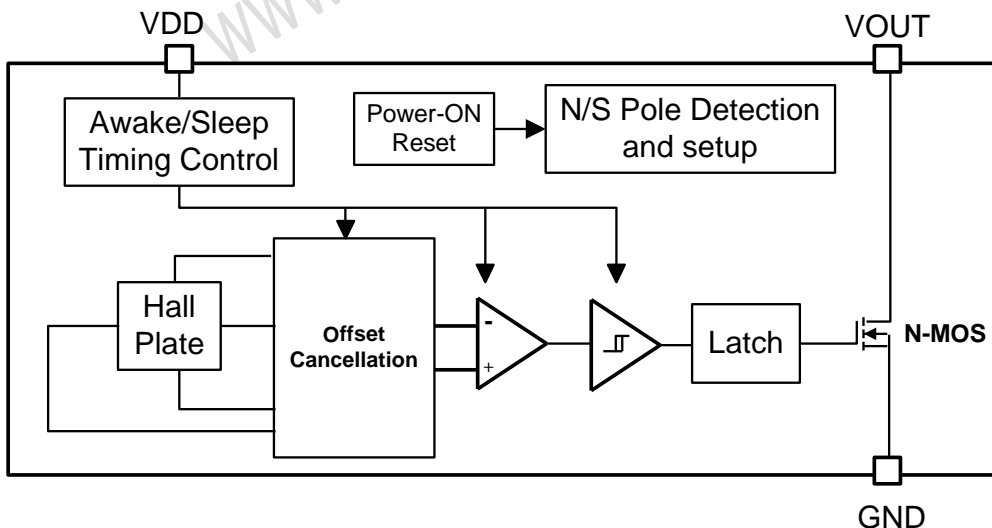 WWW.
VDD
VOUT
Awake/Sleep
Timing Control
Power-ON
Reset
N/S Pole Detection
and setup
Hall
Plate
Offset
Cancellation
-
+
Latch
N-MOS
GND